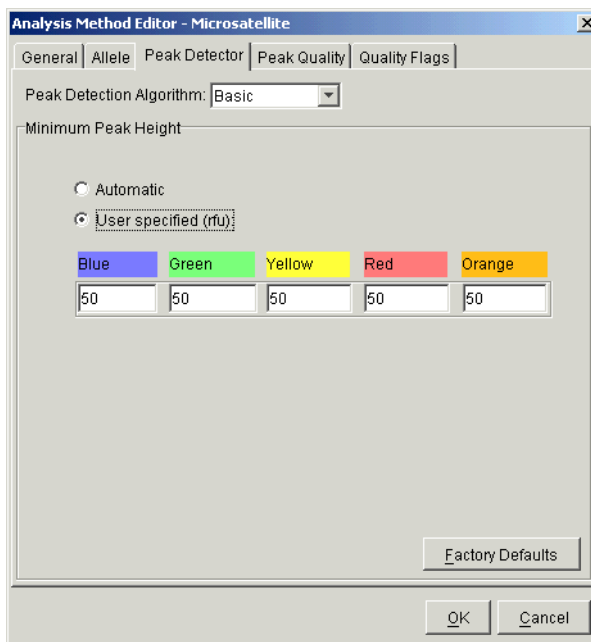 Analysis Method Editor - Microsatellite
General Allele Peak Detector Peak Quality Quality Flags
Peak Detection Algorithm: Basic
Minimum Peak Height
Automatic
User specified (rfu):
Blue Green Yellow Red Orange
50 50 50 50 50
Factory Defaults
OK Cancel